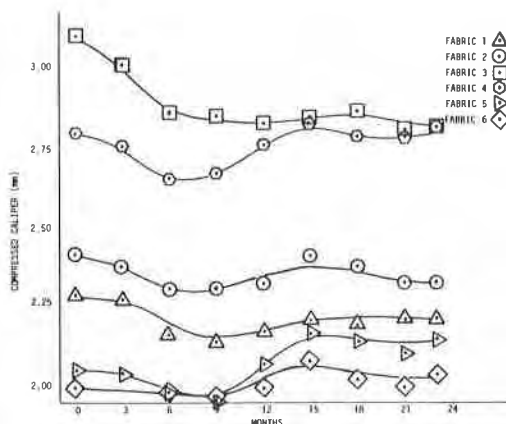 FABRIC 1
FABRIC 2
FABRIC 3
FABRIC 4
FABRIC 5
FABRIC 6
3,00
2,75
2,50
2,25
2,00
COMPRESSED CALIPER (mm)
0 3 6 9 12 15 18 21 24
MONTHS